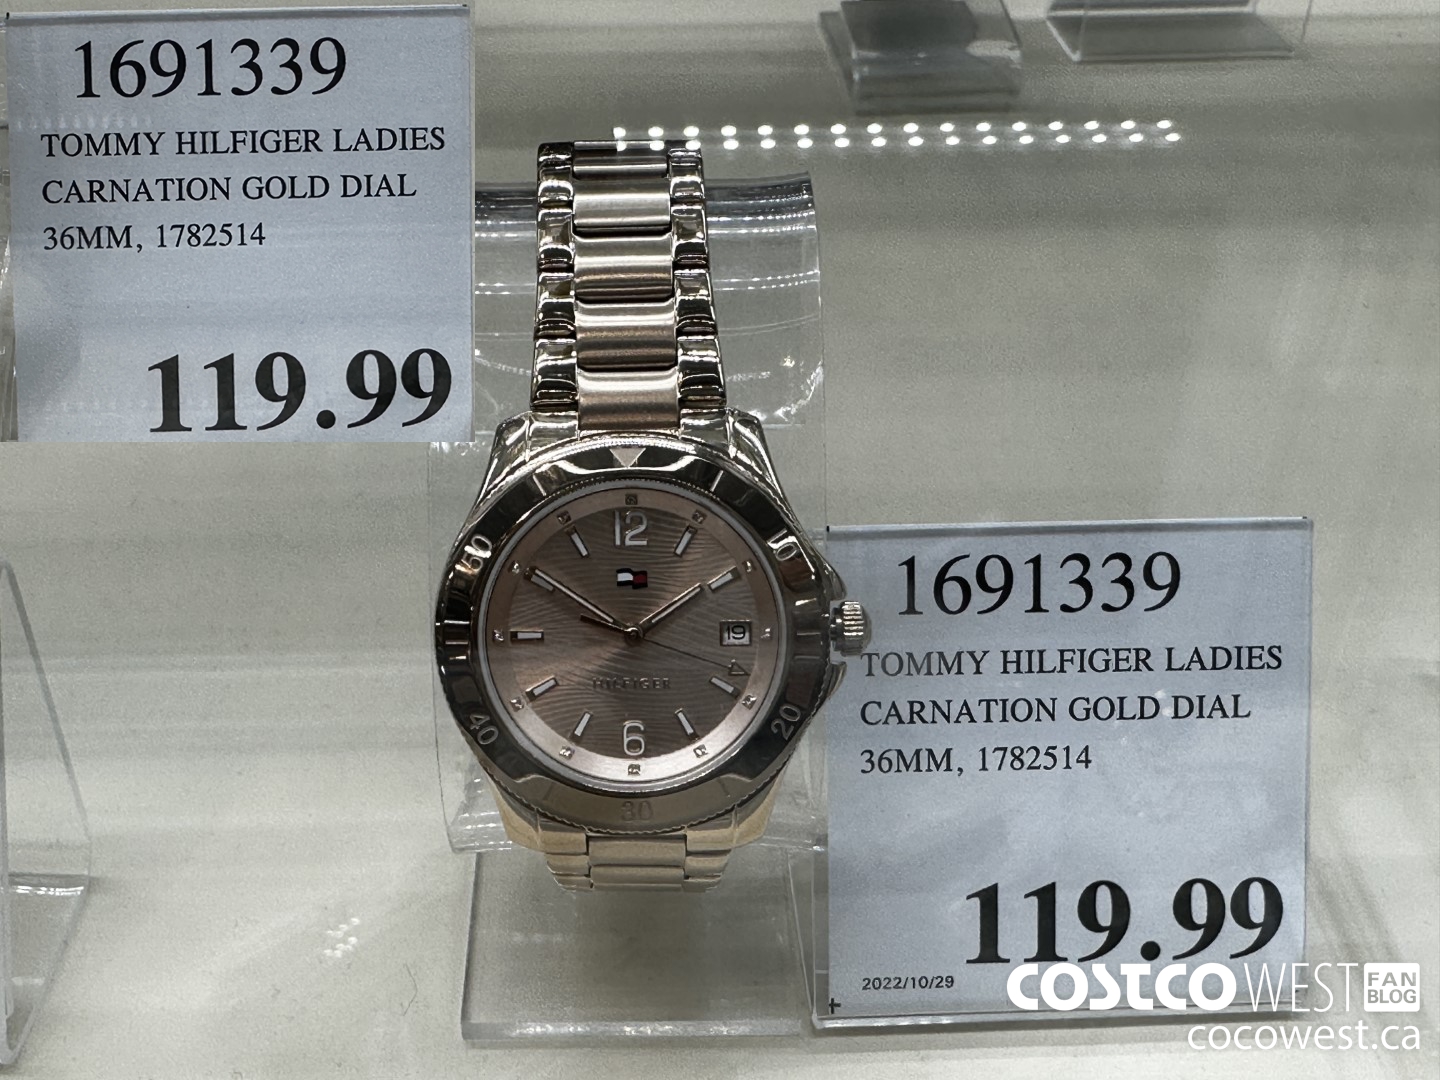 1691339
TOMMY HILFIGER LADIES
CARNATION GOLD DIAL
36MM, 1782514
119.99
12
50
10
19
HILFIGER
6
40
20
30
1691339
TOMMY HILFIGER LADIES
CARNATION GOLD DIAL
36MM, 1782514
119.99
2022/10/29
COSTCO WEST FAN BLOG
cocowest.ca